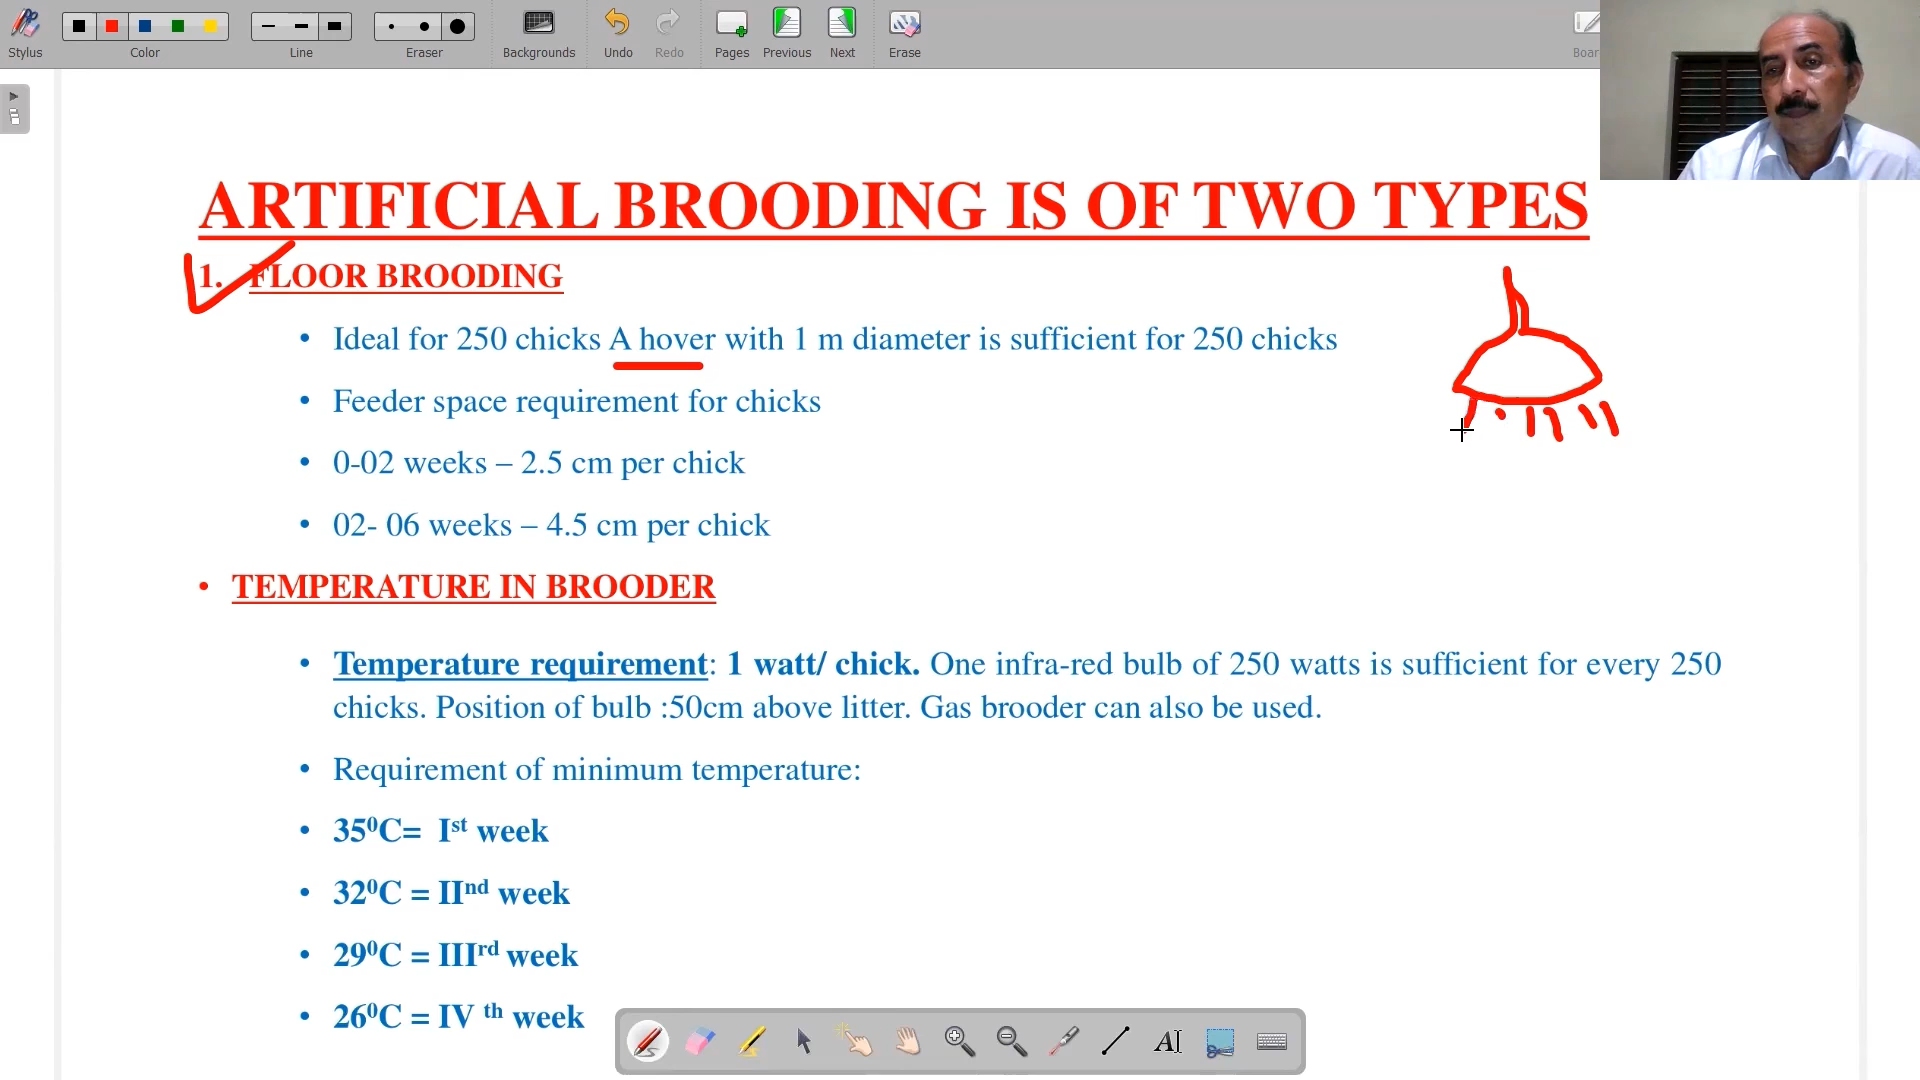 Stylus
Color
Line
Eraser
Backgrounds
Undo
Redo
Pages
Previous
Next
Erase
ARTIFICIAL BROODING IS OF TWO TYPES
1. FLOOR BROODING
• Ideal for 250 chicks A hover with 1 m diameter is sufficient for 250 chicks
• Feeder space requirement for chicks
• 0-02 weeks – 2.5 cm per chick
• 02- 06 weeks – 4.5 cm per chick
• TEMPERATURE IN BROODER
• Temperature requirement: 1 watt/ chick. One infra-red bulb of 250 watts is sufficient for every 250
chicks. Position of bulb :50cm above litter. Gas brooder can also be used.
• Requirement of minimum temperature:
• 35⁰C= Iˢᵗ week
• 32⁰C = IIⁿᵈ week
• 29⁰C = IIIʳᵈ week
• 26⁰C = IV ᵗʰ week